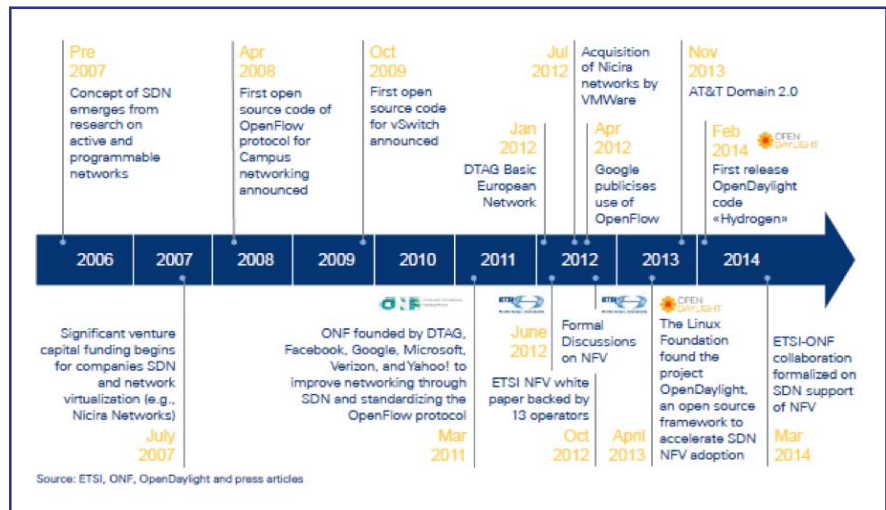 Pre
2007
Concept of SDN
emerges from
research on
active and
programmable
networks
Apr
2008
First open
source code of
OpenFlow
protocol for
Campus
networking
announced
Oct
2009
First open
source code
for vSwitch
announced
Jan
2012
DTAG Basic
European
Network
Jul
2012
Acquisition
of Nicira
networks by
VMWare
Apr
2012
Google
publicises
use of
OpenFlow
Nov
2013
AT&T Domain 2.0
Feb
2014
OPEN
DAYLIGHT
First release
OpenDaylight
code
«Hydrogen»
2006 2007 2008 2009 2010 2011 2012 2013 2014
Significant venture
capital funding begins
for companies SDN
and network
virtualization (e.g.,
Nicira Networks)
July
2007
ONF
ONF founded by DTAG,
Facebook, Google, Microsoft,
Verizon, and Yahoo! to
improve networking through
SDN and standardizing the
OpenFlow protocol
Mar
2011
ETSI
June
2012
ETSI NFV white
paper backed by
13 operators
Oct
2012
ETSI
Formal
Discussions
on NFV
April
2013
OPEN
DAYLIGHT
The Linux
Foundation
found the
project
OpenDaylight,
an open source
framework to
accelerate SDN
NFV adoption
ETSI-ONF
collaboration
formalized on
SDN support
of NFV
Mar
2014
Source: ETSI, ONF, OpenDaylight and press articles